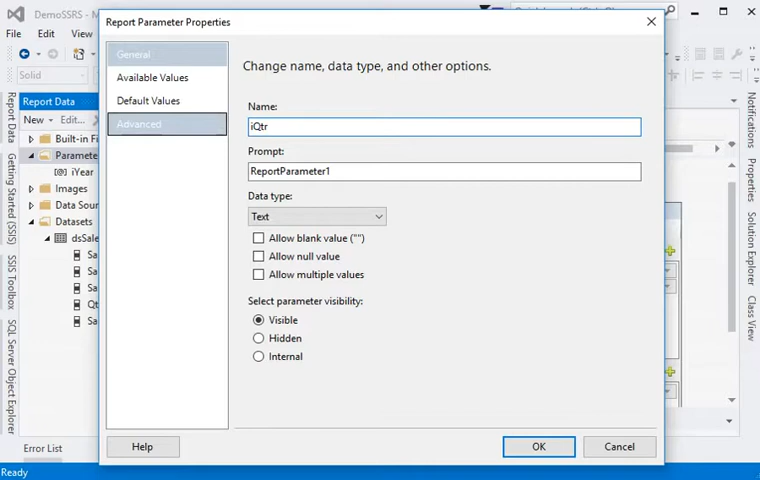 DemoSSRS
Report Parameter Properties
File Edit View
Solid
Report Data
New Edit...
Built-in Fi
Paramete
iYear
Images
Data Sour
Datasets
dsSale
Sa
Sa
Qt
Sa
Report Data
Getting Started (SSIS)
SSIS Toolbox
SQL Server Object Explorer
General
Available Values
Default Values
Advanced
Change name, data type, and other options.
Name:
iQtr
Prompt:
ReportParameter1
Data type:
Text
Allow blank value ("")
Allow null value
Allow multiple values
Select parameter visibility:
Visible
Hidden
Internal
Help
OK
Cancel
Notifications
Properties
Solution Explorer
Class View
Error List
Ready